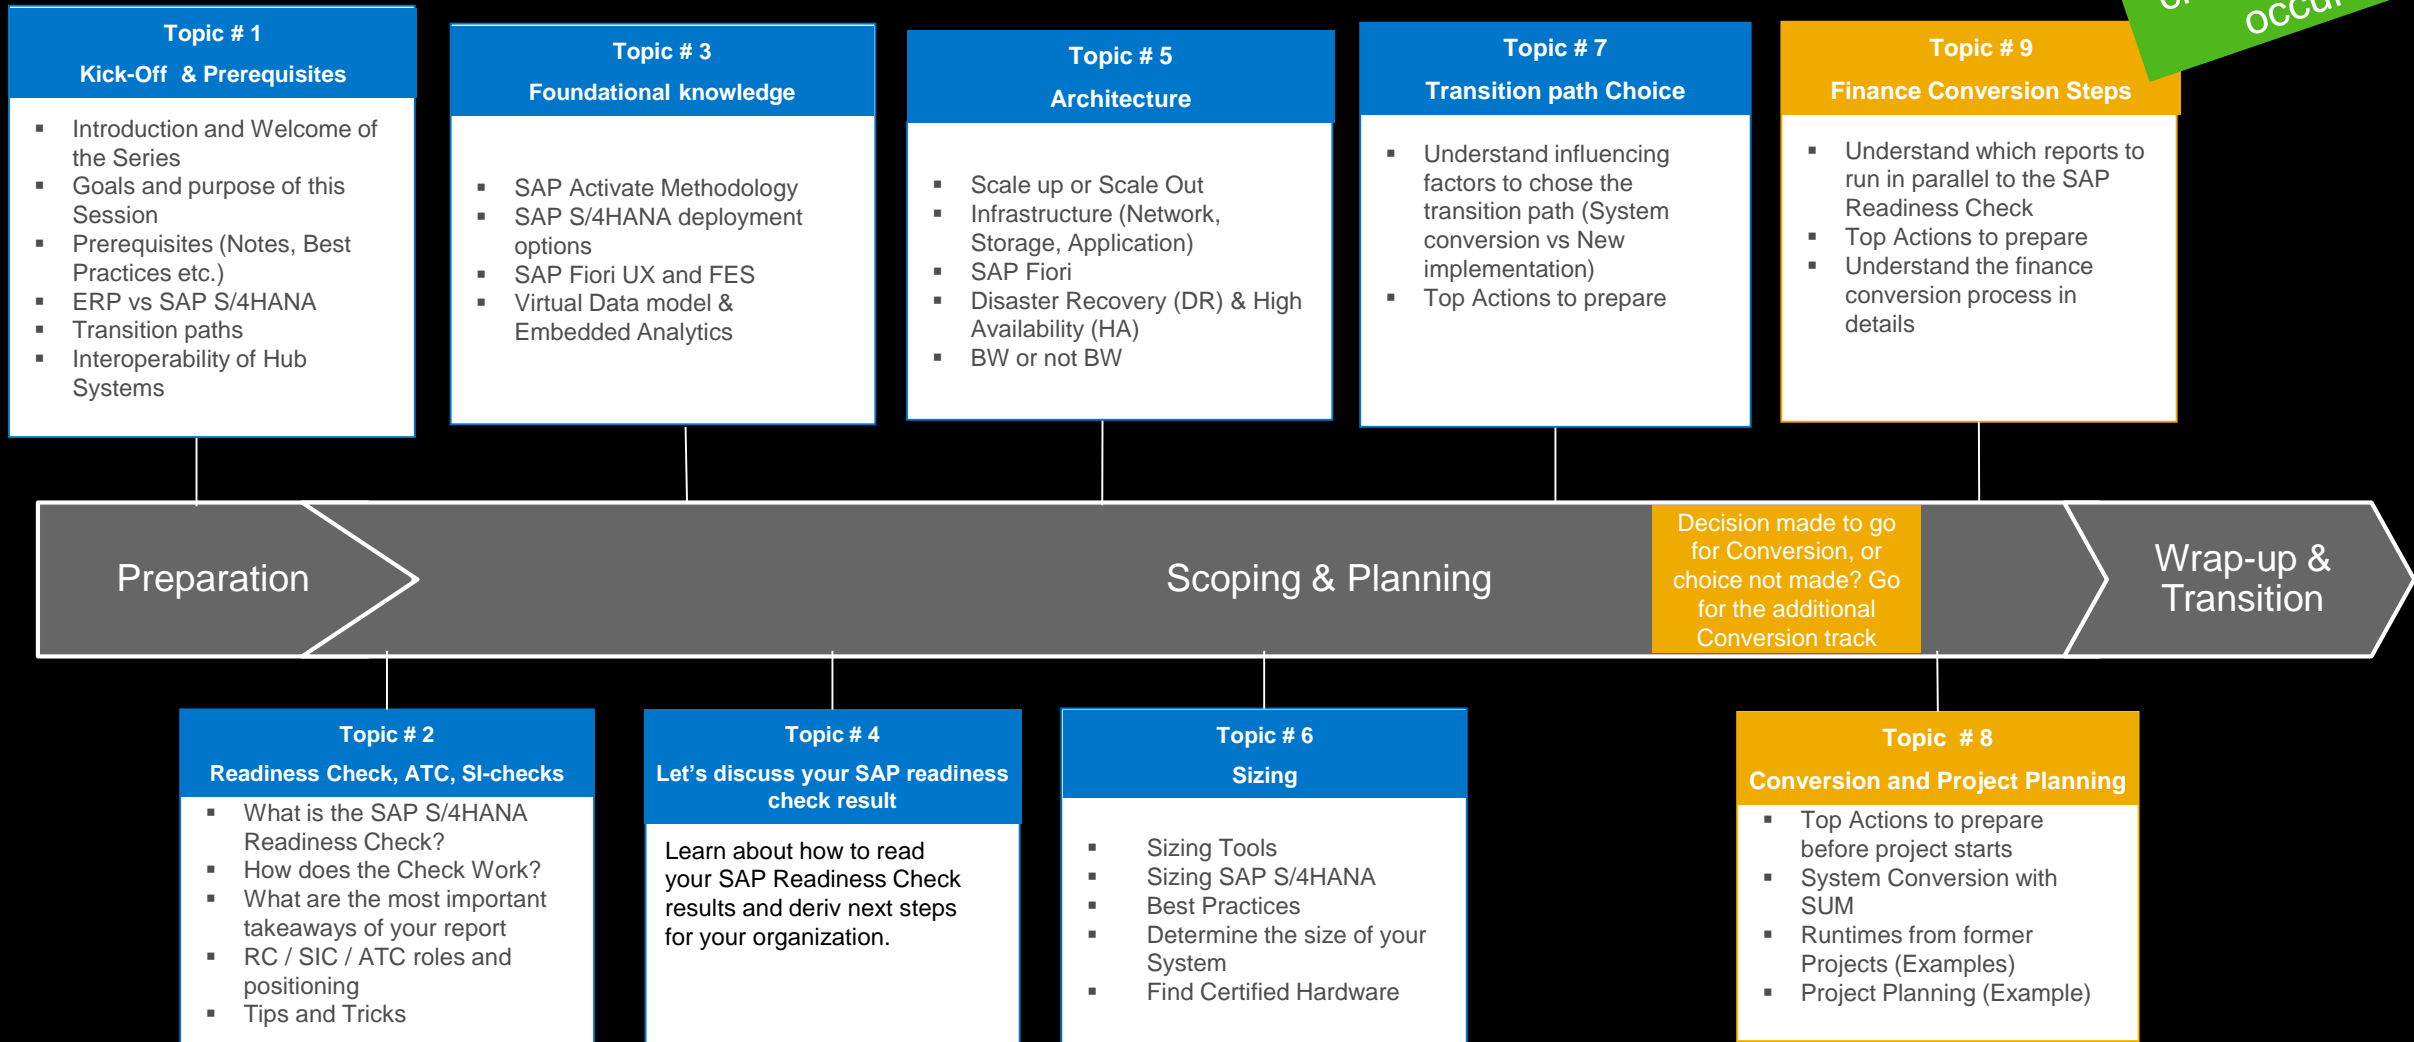 Topic # 1
Kick-Off & Prerequisites
▪ Introduction and Welcome of
the Series
▪ Goals and purpose of this
Session
▪ Prerequisites (Notes, Best
Practices etc.)
▪ ERP vs SAP S/4HANA
▪ Transition paths
▪ Interoperability of Hub
Systems
Topic # 3
Foundational knowledge
▪ SAP Activate Methodology
▪ SAP S/4HANA deployment
options
▪ SAP Fiori UX and FES
▪ Virtual Data model &
Embedded Analytics
Topic # 5
Architecture
▪ Scale up or Scale Out
▪ Infrastructure (Network,
Storage, Application)
▪ SAP Fiori
▪ Disaster Recovery (DR) & High
Availability (HA)
▪ BW or not BW
Topic # 7
Transition path Choice
▪ Understand influencing
factors to chose the
transition path (System
conversion vs New
implementation)
▪ Top Actions to prepare
Topic # 9
Finance Conversion Steps
▪ Understand which reports to
run in parallel to the SAP
Readiness Check
▪ Top Actions to prepare
▪ Understand the finance
conversion process in
details
Preparation
Scoping & Planning
Decision made to go
for Conversion, or
choice not made? Go
for the additional
Conversion track
Wrap-up &
Transition
Topic # 2
Readiness Check, ATC, SI-checks
▪ What is the SAP S/4HANA
Readiness Check?
▪ How does the Check Work?
▪ What are the most important
takeaways of your report
▪ RC / SIC / ATC roles and
positioning
▪ Tips and Tricks
Topic # 4
Let’s discuss your SAP readiness
check result
Learn about how to read
your SAP Readiness Check
results and deriv next steps
for your organization.
Topic # 6
Sizing
▪ Sizing Tools
▪ Sizing SAP S/4HANA
▪ Best Practices
▪ Determine the size of your
System
▪ Find Certified Hardware
Topic # 8
Conversion and Project Planning
▪ Top Actions to prepare
before project starts
▪ System Conversion with
SUM
▪ Runtimes from former
Projects (Examples)
▪ Project Planning (Example)